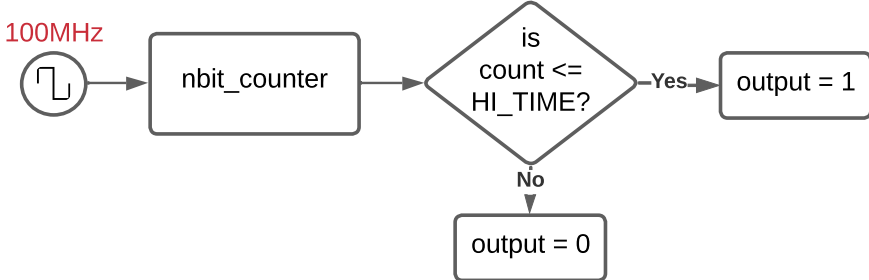 100MHz
nbit_counter
is
count <=
HI_TIME?
Yes
output = 1
No
output = 0